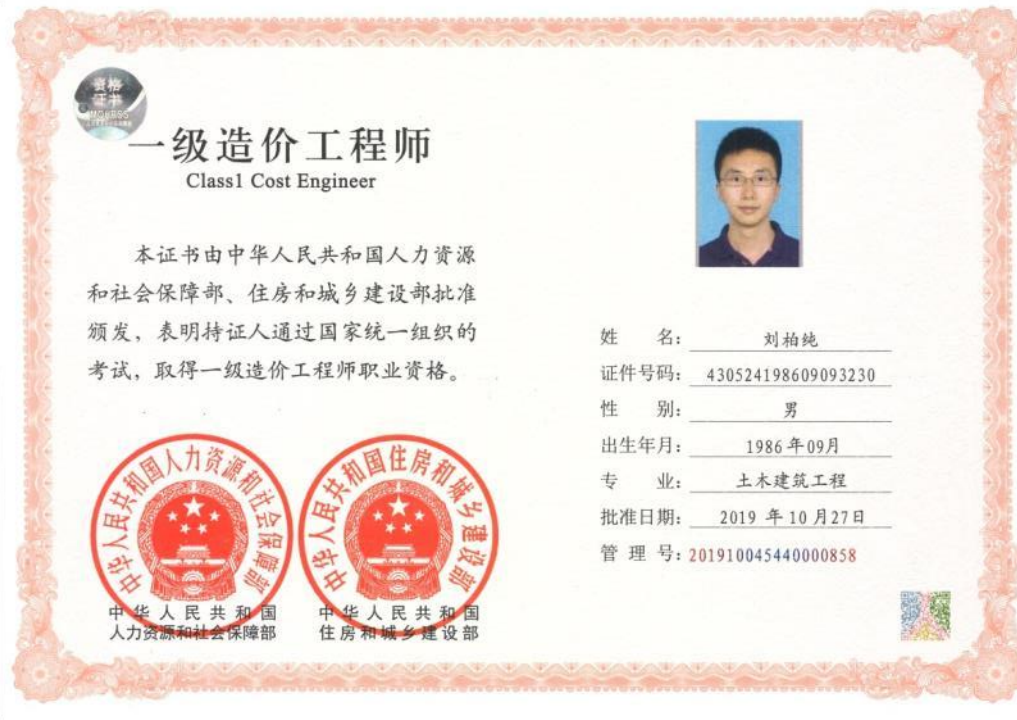 资格
证书
MOHRSS
一级造价工程师
Class1 Cost Engineer
本证书由中华人民共和国人力资源
和社会保障部、住房和城乡建设部批准
颁发，表明持证人通过国家统一组织的
考试，取得一级造价工程师职业资格。
中华人民共和国人力资源和社会保障部
中华人民共和国住房和城乡建设部
中华人民共和国
人力资源和社会保障部
中华人民共和国
住房和城乡建设部
姓 名： 刘柏纯
证件号码： 430524198609093230
性 别： 男
出生年月： 1986年09月
专 业： 土木建筑工程
批准日期： 2019 年 10 月27日
管 理 号：201910045440000858